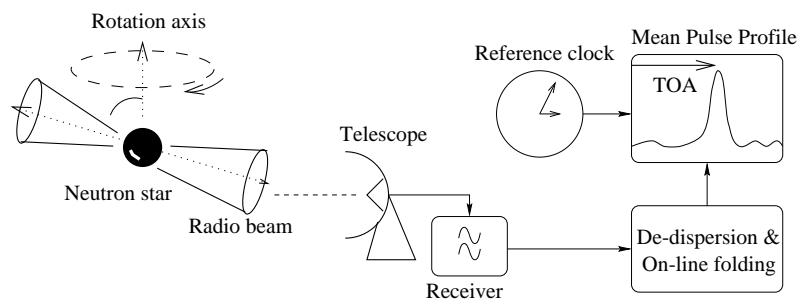 Rotation axis
Neutron star
Radio beam
Telescope
Receiver
Reference clock
Mean Pulse Profile
TOA
De-dispersion &
On-line folding